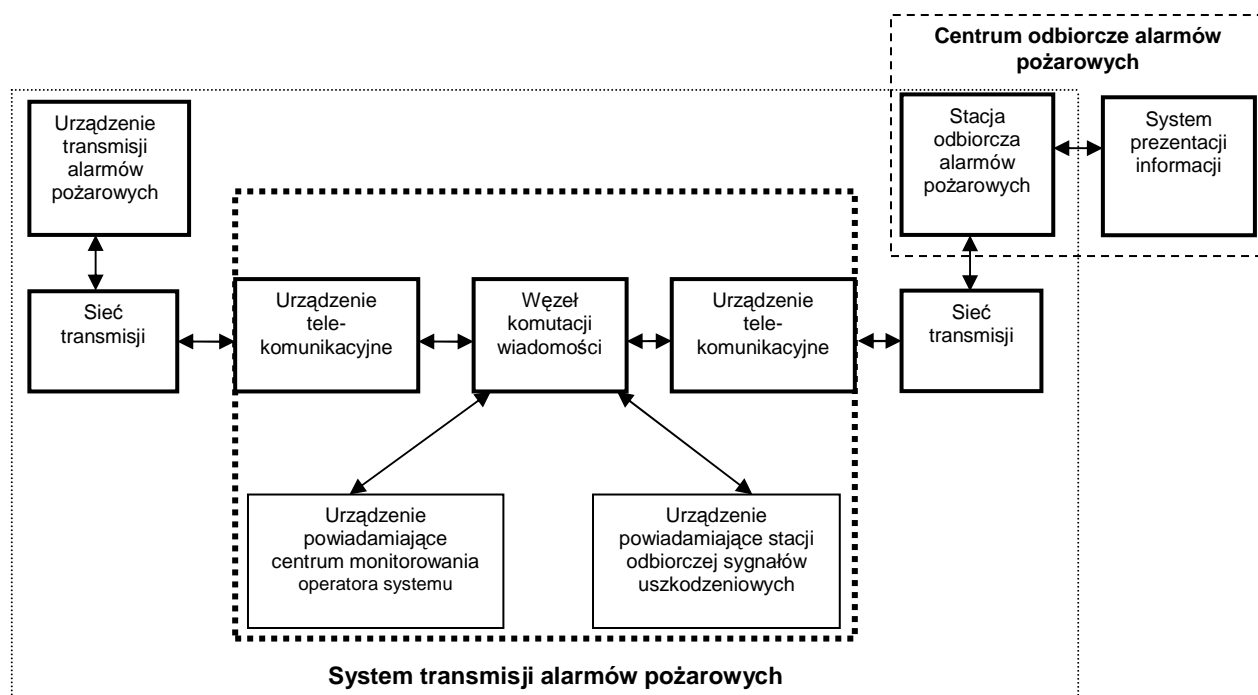 Centrum odbiorcze alarmów
pożarowych
Urządzenie
transmisji
alarmów
pożarowych
Stacja
odbiorcza
alarmów
pożarowych
System
prezentacji
informacji
Sieć
transmisji
Urządzenie
tele-
komunikacyjne
Węzeł
komutacji
wiadomości
Urządzenie
tele-
komunikacyjne
Sieć
transmisji
Urządzenie
powiadamiające
centrum monitorowania
operatora systemu
Urządzenie
powiadamiające stacji
odbiorczej sygnałów
uszkodzeniowych
System transmisji alarmów pożarowych